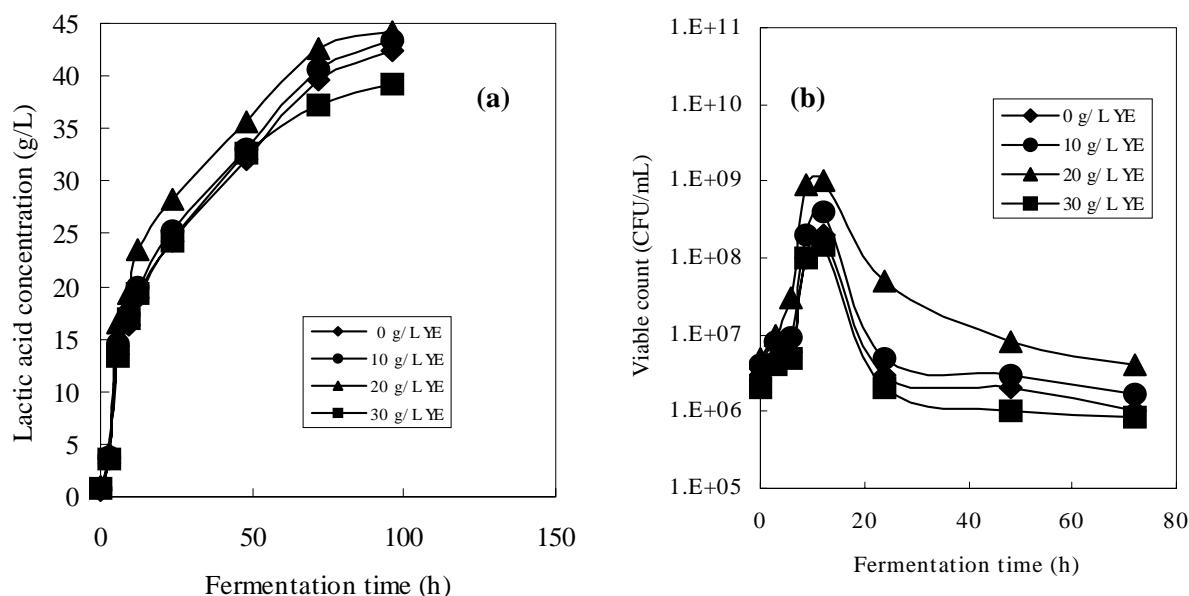 Lactic acid concentration (g/L)
45
40
35
30
25
20
15
10
5
0
(a)
0 g/L YE
10 g/L YE
20 g/L YE
30 g/L YE
0
50
100
150
Fermentation time (h)
Viable count (CFU/mL)
1.E+11
1.E+10
1.E+09
1.E+08
1.E+07
1.E+06
1.E+05
(b)
0 g/L YE
10 g/L YE
20 g/L YE
30 g/L YE
0
20
40
60
80
Fermentation time (h)